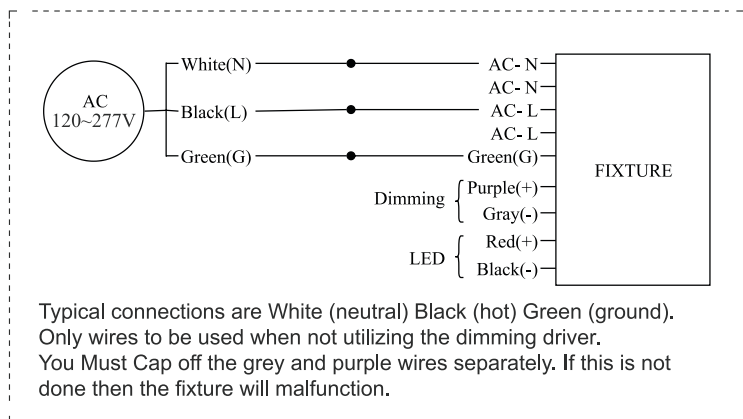 White(N)
AC- N
AC- N
AC
120~277V
Black(L)
AC- L
AC- L
Green(G)
Green(G)
FIXTURE
Dimming
Purple(+)
Gray(-)
LED
Red(+)
Black(-)
Typical connections are White (neutral) Black (hot) Green (ground).
Only wires to be used when not utilizing the dimming driver.
You Must Cap off the grey and purple wires separately. If this is not
done then the fixture will malfunction.